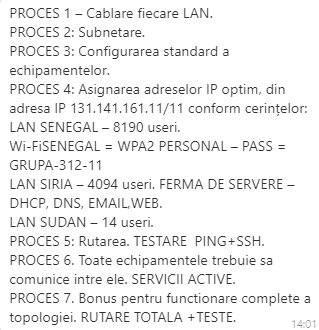 PROCES 1 – Cablare fiecare LAN.
PROCES 2: Subnetare.
PROCES 3: Configurarea standard a
echipamentelor.
PROCES 4: Asignarea adreselor IP optim, din
adresa IP 131.141.161.11/11 conform cerințelor:
LAN SENEGAL – 8190 useri.
Wi-FiSENEGAL = WPA2 PERSONAL – PASS =
GRUPA-312-11
LAN SIRIA – 4094 useri. FERMA DE SERVERE –
DHCP, DNS, EMAIL,WEB.
LAN SUDAN – 14 useri.
PROCES 5: Rutarea. TESTARE  PING+SSH.
PROCES 6. Toate echipamentele trebuie sa
comunice intre ele. SERVICII ACTIVE.
PROCES 7. Bonus pentru functionare completa a
topologiei. RUTARE TOTALA +TESTE.
14:01